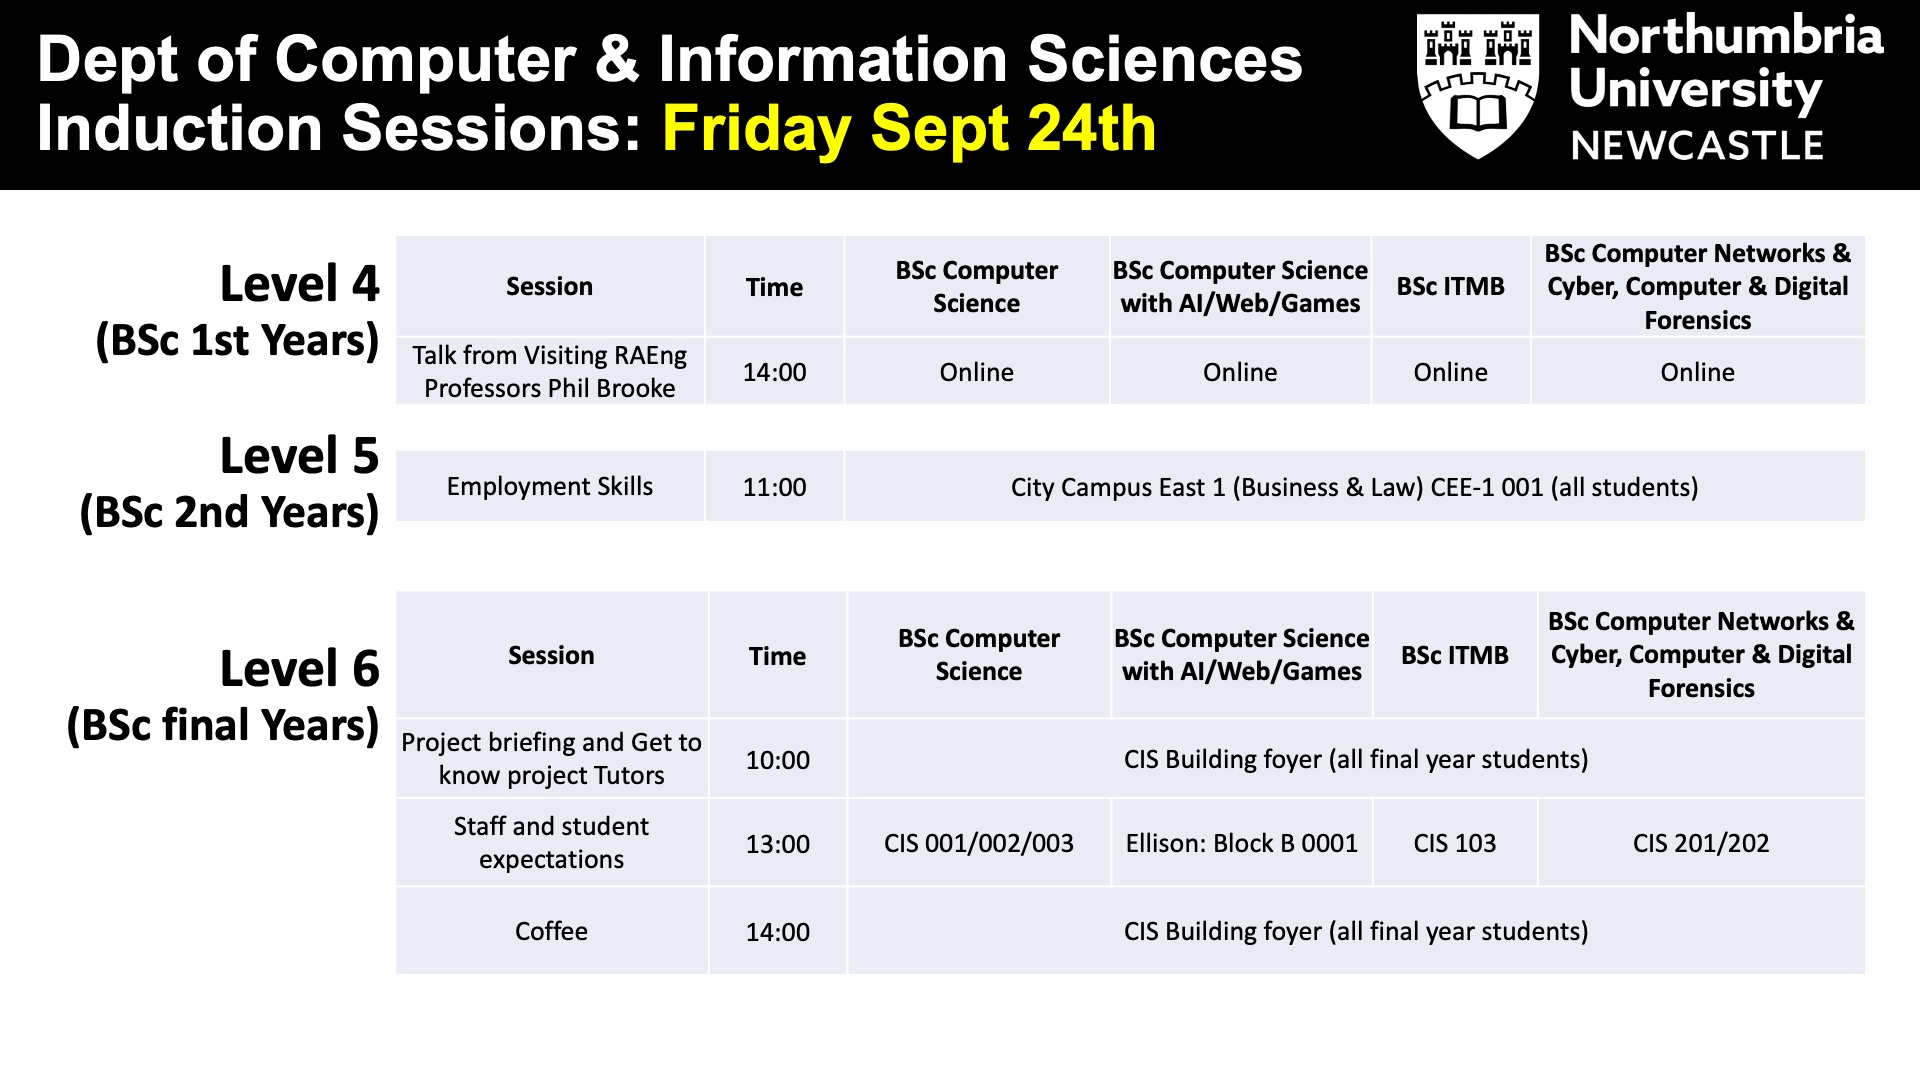 Dept of Computer & Information Sciences
Induction Sessions: Friday Sept 24th
Northumbria
University
NEWCASTLE
Level 4
(BSc 1st Years)
Session
Time
BSc Computer
Science
BSc Computer Science
with AI/Web/Games
BSc ITMB
BSc Computer Networks &
Cyber, Computer & Digital
Forensics
Talk from Visiting RAEng
Professors Phil Brooke
14:00
Online
Online
Online
Online
Level 5
(BSc 2nd Years)
Employment Skills
11:00
City Campus East 1 (Business & Law) CEE-1 001 (all students)
Level 6
(BSc final Years)
Session
Time
BSc Computer
Science
BSc Computer Science
with AI/Web/Games
BSc ITMB
BSc Computer Networks &
Cyber, Computer & Digital
Forensics
Project briefing and Get to
know project Tutors
10:00
CIS Building foyer (all final year students)
Staff and student
expectations
13:00
CIS 001/002/003
Ellison: Block B 0001
CIS 103
CIS 201/202
Coffee
14:00
CIS Building foyer (all final year students)